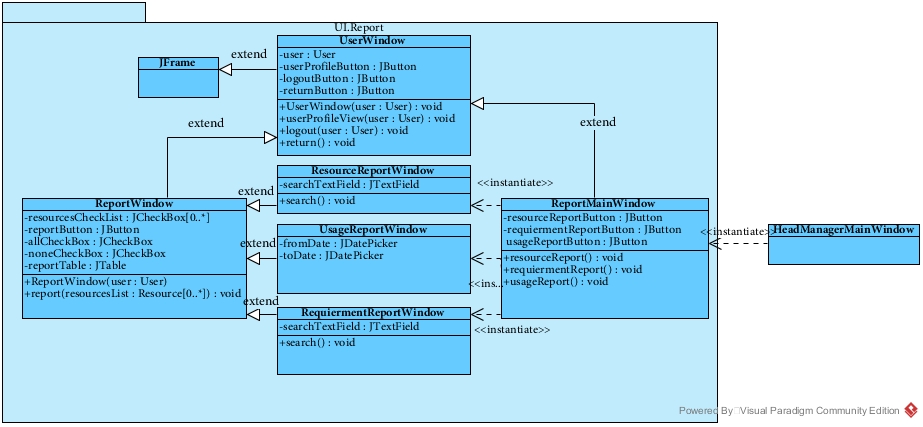 UI.Report
UserWindow
-user : User
-userProfileButton : JButton
-logoutButton : JButton
-returnButton : JButton
+UserWindow(user : User) : void
+userProfileView(user : User) : void
+logout(user : User) : void
+return() : void
extend
JFrame
extend
extend
ResourceReportWindow
-searchTextField : JTextField
+search() : void
<<instantiate>>
extend
ReportWindow
-resourcesCheckList : JCheckBox[0..*]
-reportButton : JButton
-allCheckBox : JCheckBox
-noneCheckBox : JCheckBox
-reportTable : JTable
+ReportWindow(user : User)
+report(resourcesList : Resource[0..*]) : void
ReportMainWindow
-resourceReportButton : JButton
-requiermentReportButton : JButton
usageReportButton : JButton
+resourceReport() : void
+requiermentReport() : void
+usageReport() : void
<<instantiate>>
HeadManagerMainWindow
UsageReportWindow
-fromDate : JDatePicker
-toDate : JDatePicker
extend
<<ins...
extend
RequiermentReportWindow
-searchTextField : JTextField
+search() : void
<<instantiate>>
Powered By Visual Paradigm Community Edition